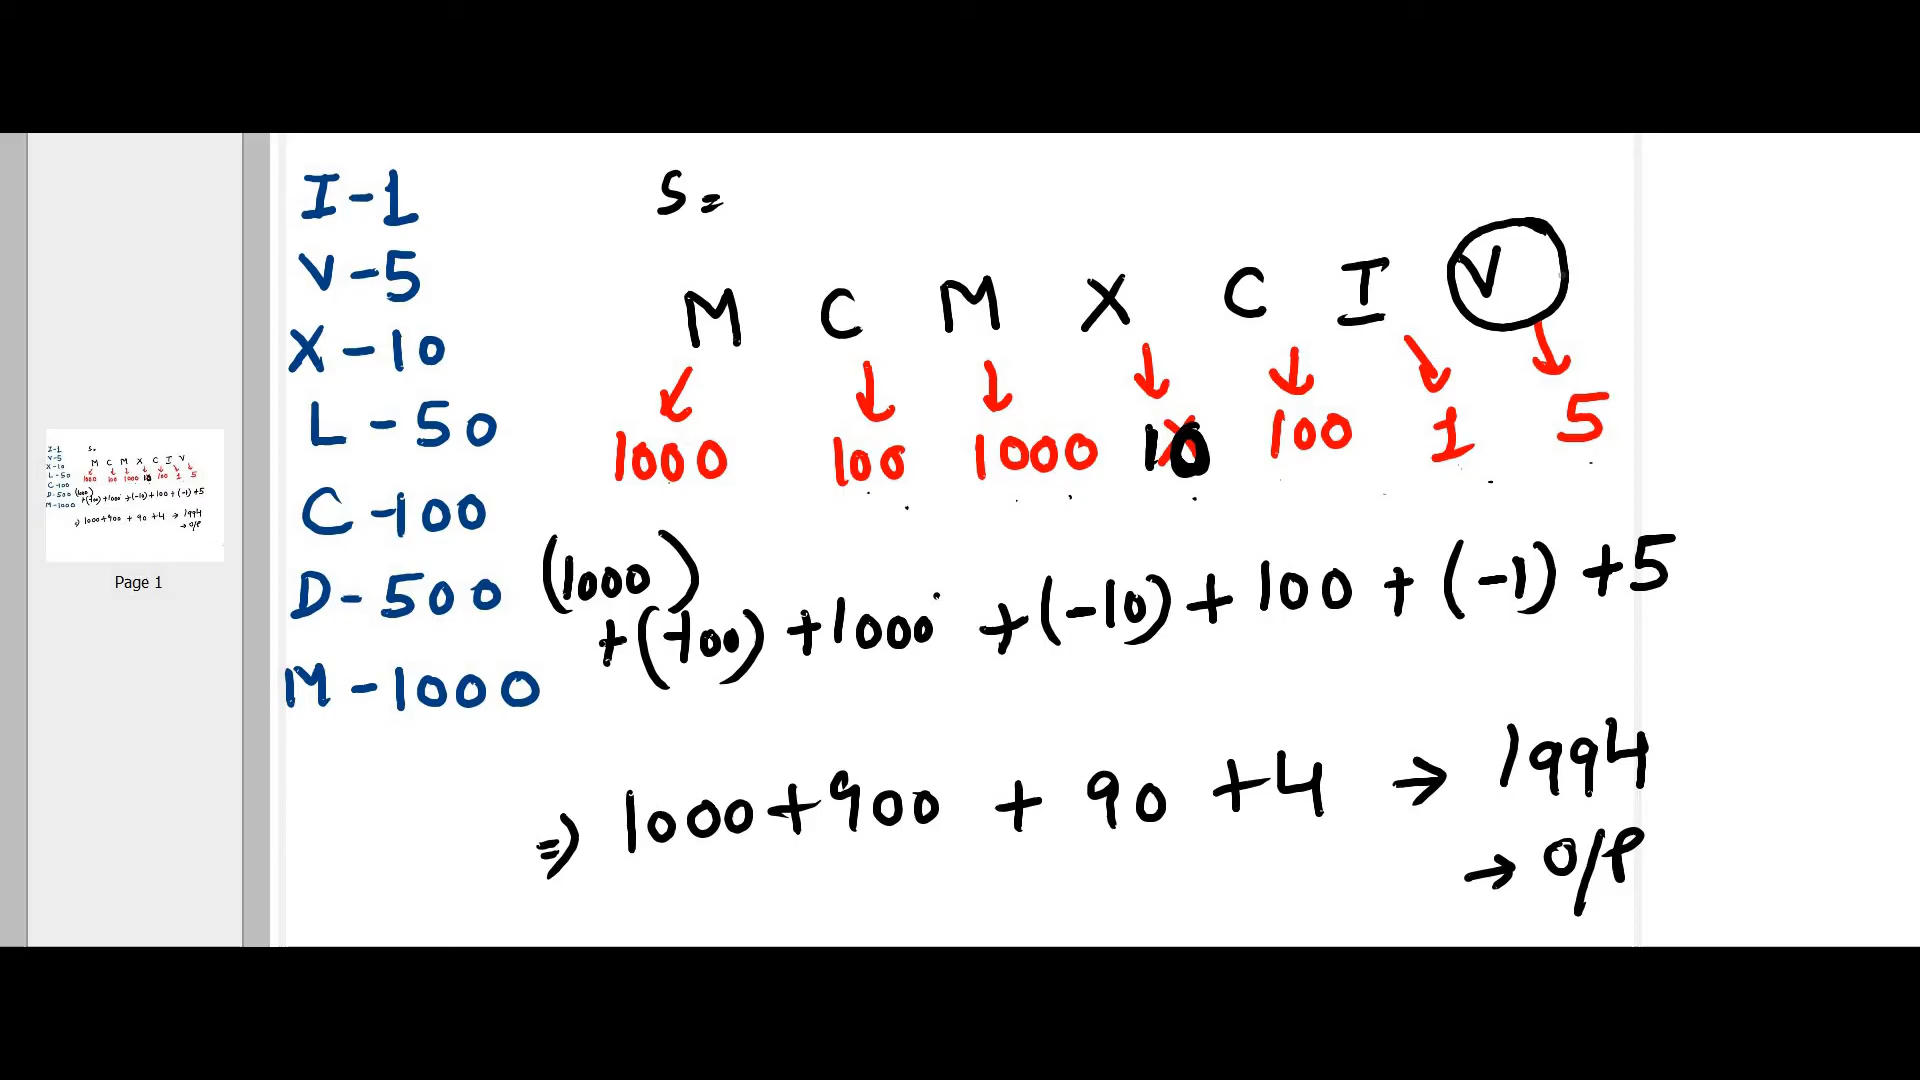 I-1
V-5
X-10
L-50
C-100
D-500
M-1000
S=
M C M X C I V
1000 100 1000 10 100 1 5
(1000)
+(-100) +1000 +(-10) + 100 + (-1) +5
⇒ 1000+900 + 90 +4 → 1994
→ O/P
Page 1